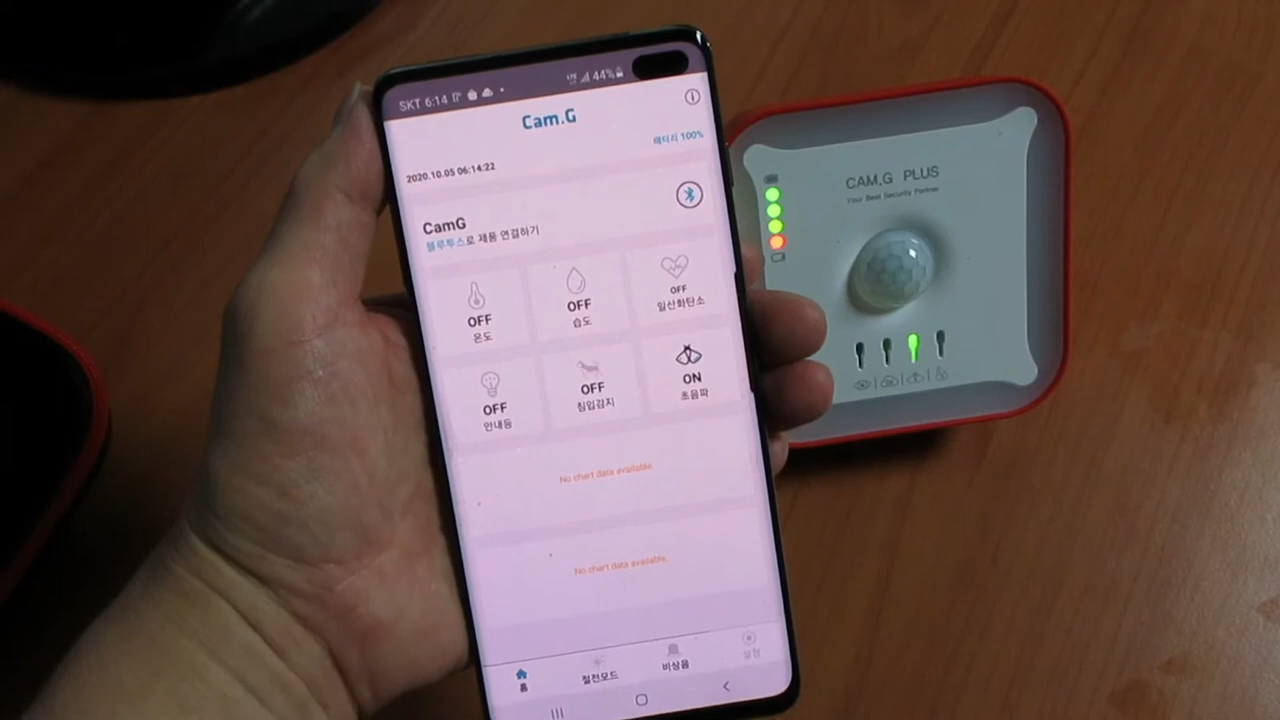 SKT 6:14
LTE 44%
Cam.G
배터리 100%
2020.10.05 06:14:22
CamG
블루투스로 제품 연결하기
OFF
온도
OFF
습도
OFF
일산화탄소
OFF
안내등
OFF
침입감지
ON
초음파
No chart data available.
No chart data available.
홈
절전모드
비상음
설정
CAM.G PLUS
Your Best Security Partner